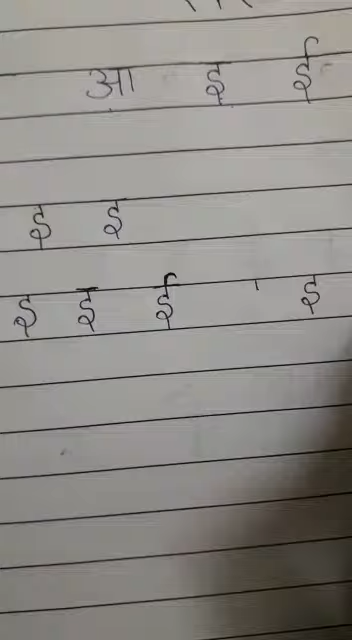 आ इ ई
इ इ
इ इ ई इ